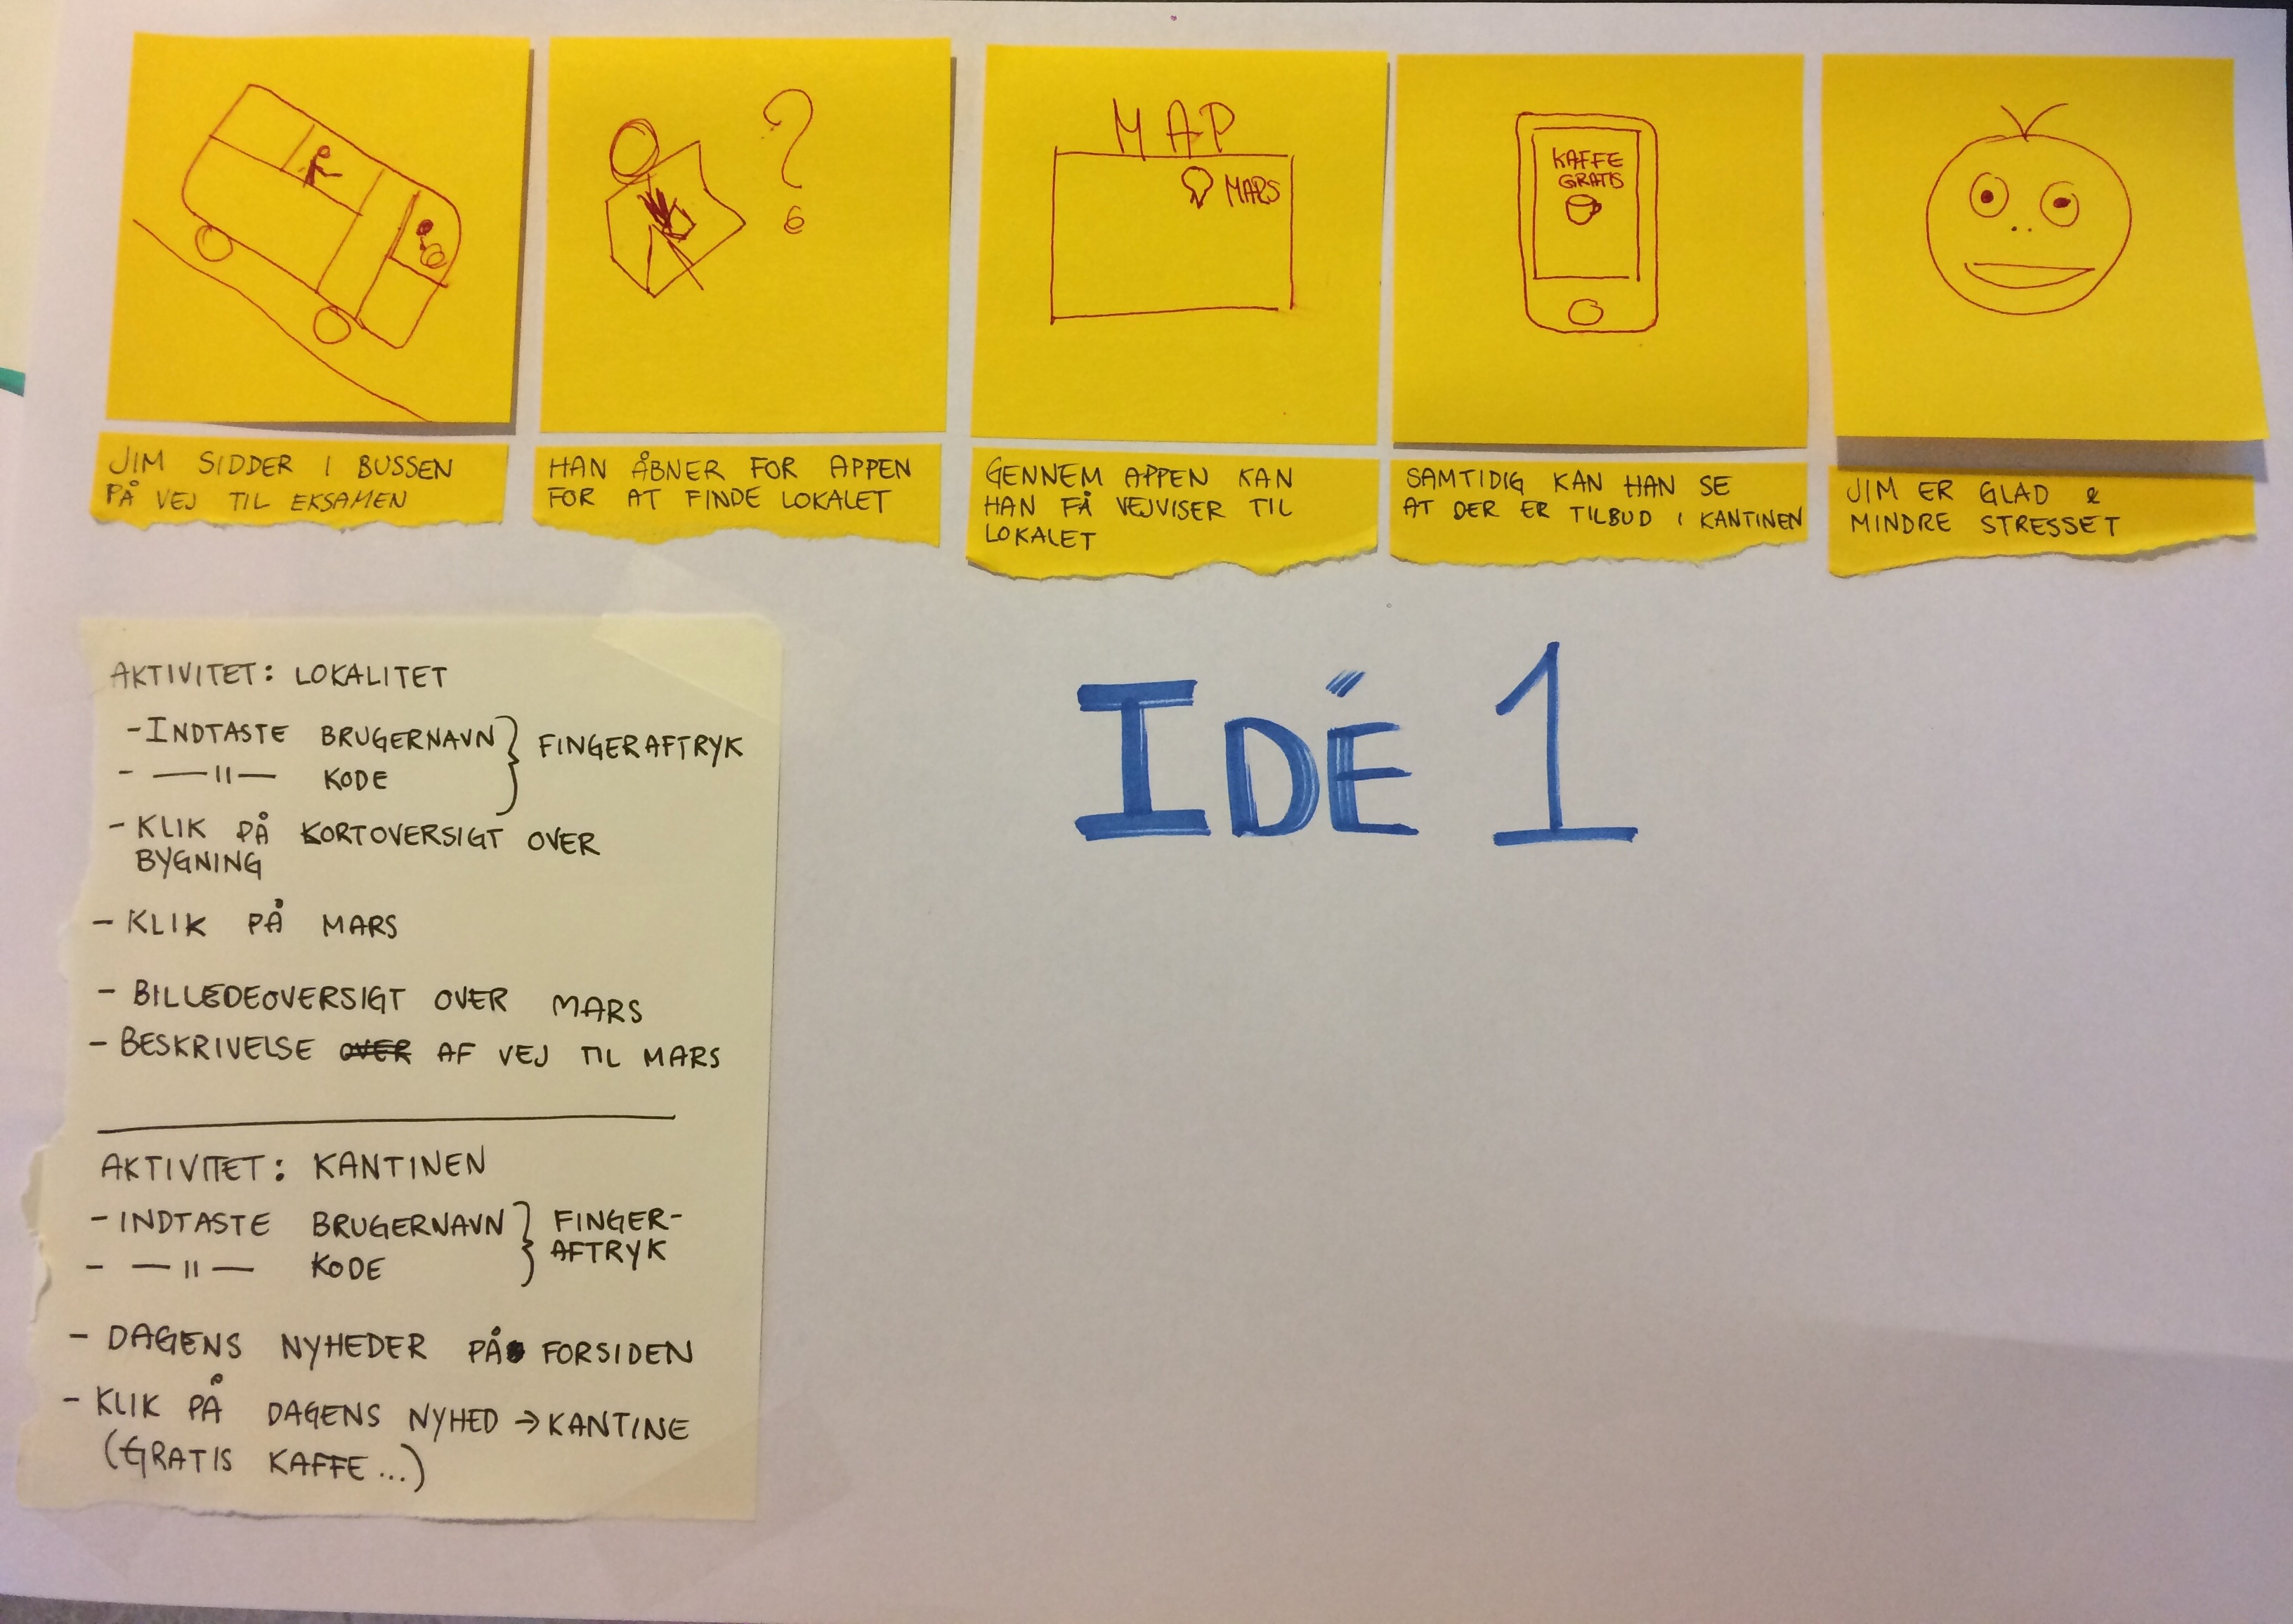 MAP
MARS
KAFFE
GRATIS
JIM SIDDER I BUSSEN
PÅ VEJ TIL EKSAMEN
HAN ÅBNER FOR APPEN
FOR AT FINDE LOKALET
GENNEM APPEN KAN
HAN FÅ VEJVISER TIL
LOKALET
SAMTIDIG KAN HAN SE
AT DER ER TILBUD I KANTINEN
JIM ER GLAD &
MINDRE STRESSET
IDÉ 1
AKTIVITET: LOKALITET
- INDTASTE BRUGERNAVN } FINGERAFTRYK
- —\\— KODE
- KLIK PÅ KORTOVERSIGT OVER
BYGNING
- KLIK PÅ MARS
- BILLEDEOVERSIGT OVER MARS
- BESKRIVELSE OVER AF VEJ TIL MARS
AKTIVITET: KANTINEN
- INDTASTE BRUGERNAVN } FINGER-
AFTRYK
- —\\— KODE
- DAGENS NYHEDER PÅ FORSIDEN
- KLIK PÅ DAGENS NYHED → KANTINE
(GRATIS KAFFE...)